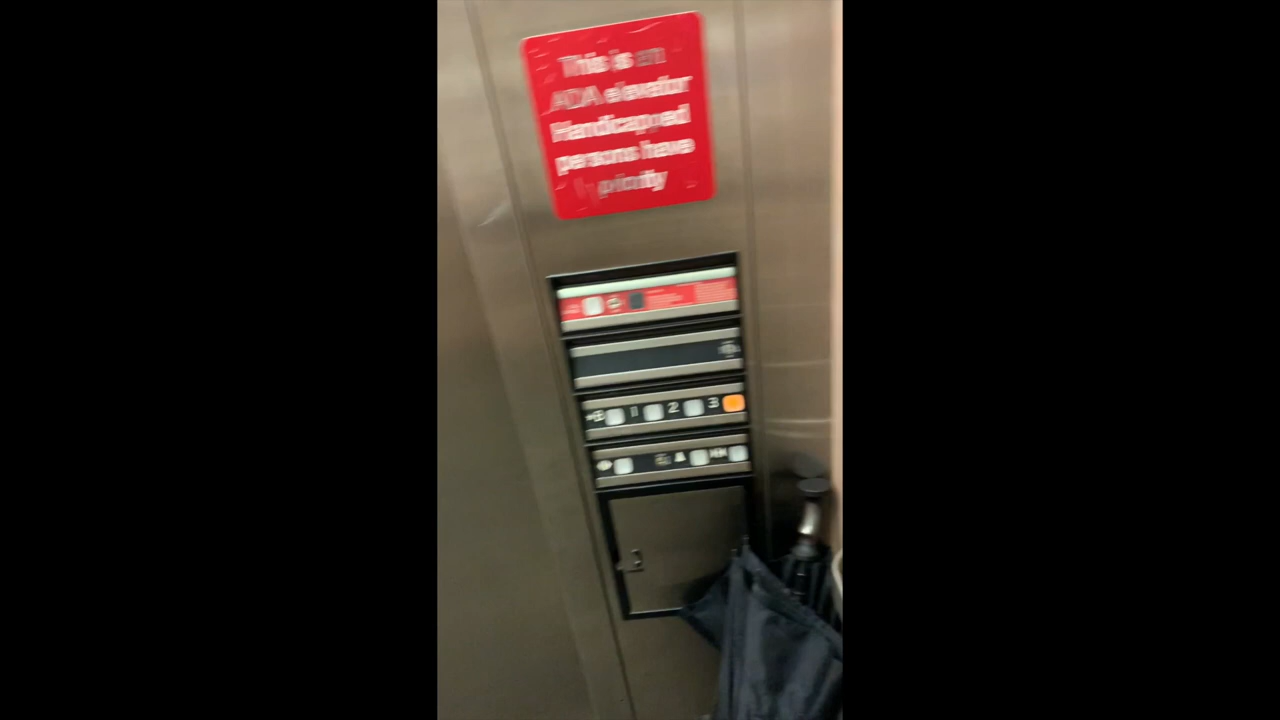 This is an
ADA elevator
Handicapped
persons have
priority
1 2 3